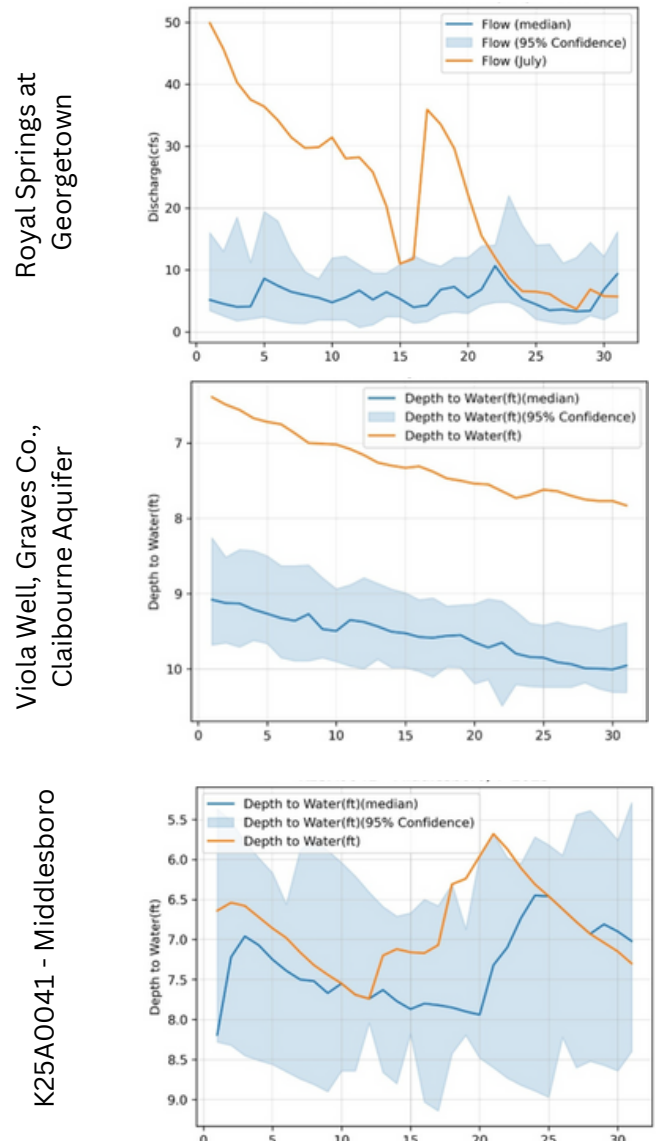 Royal Springs at
Georgetown
Discharge(cfs)
50
40
30
20
10
0
Flow (median)
Flow (95% Confidence)
Flow (July)
0 5 10 15 20 25 30
Viola Well, Graves Co.,
Claibourne Aquifer
Depth to Water(ft)
7
8
9
10
Depth to Water(ft)(median)
Depth to Water(ft)(95% Confidence)
Depth to Water(ft)
0 5 10 15 20 25 30
K25A0041 - Middlesboro
Depth to Water(ft)
5.5
6.0
6.5
7.0
7.5
8.0
8.5
9.0
Depth to Water(ft)(median)
Depth to Water(ft)(95% Confidence)
Depth to Water(ft)
0 5 10 15 20 25 30